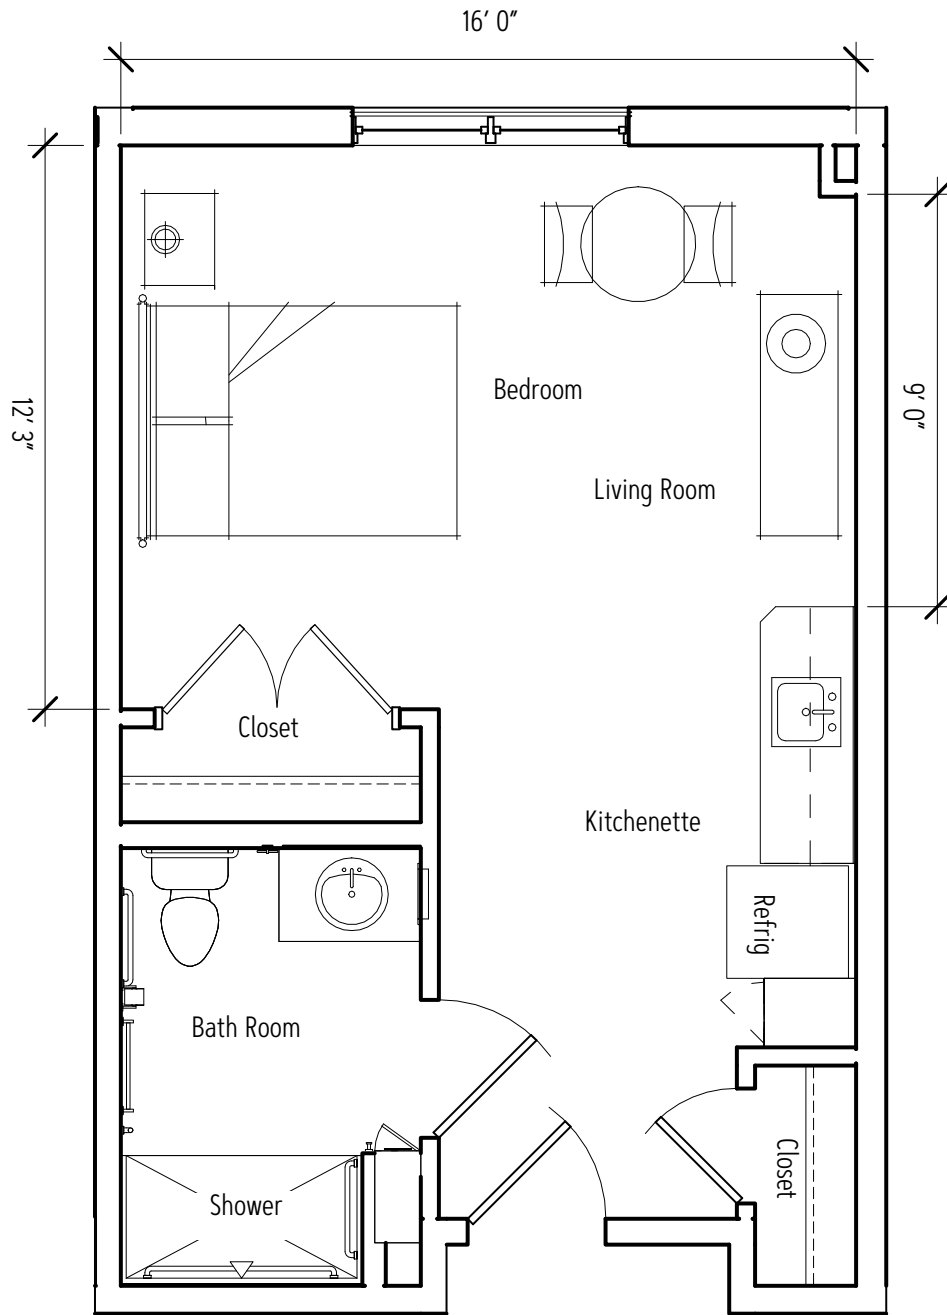 16' 0"
12' 3"
9' 0"
Bedroom
Living Room
Closet
Kitchenette
Refrig
Bath Room
Closet
Shower